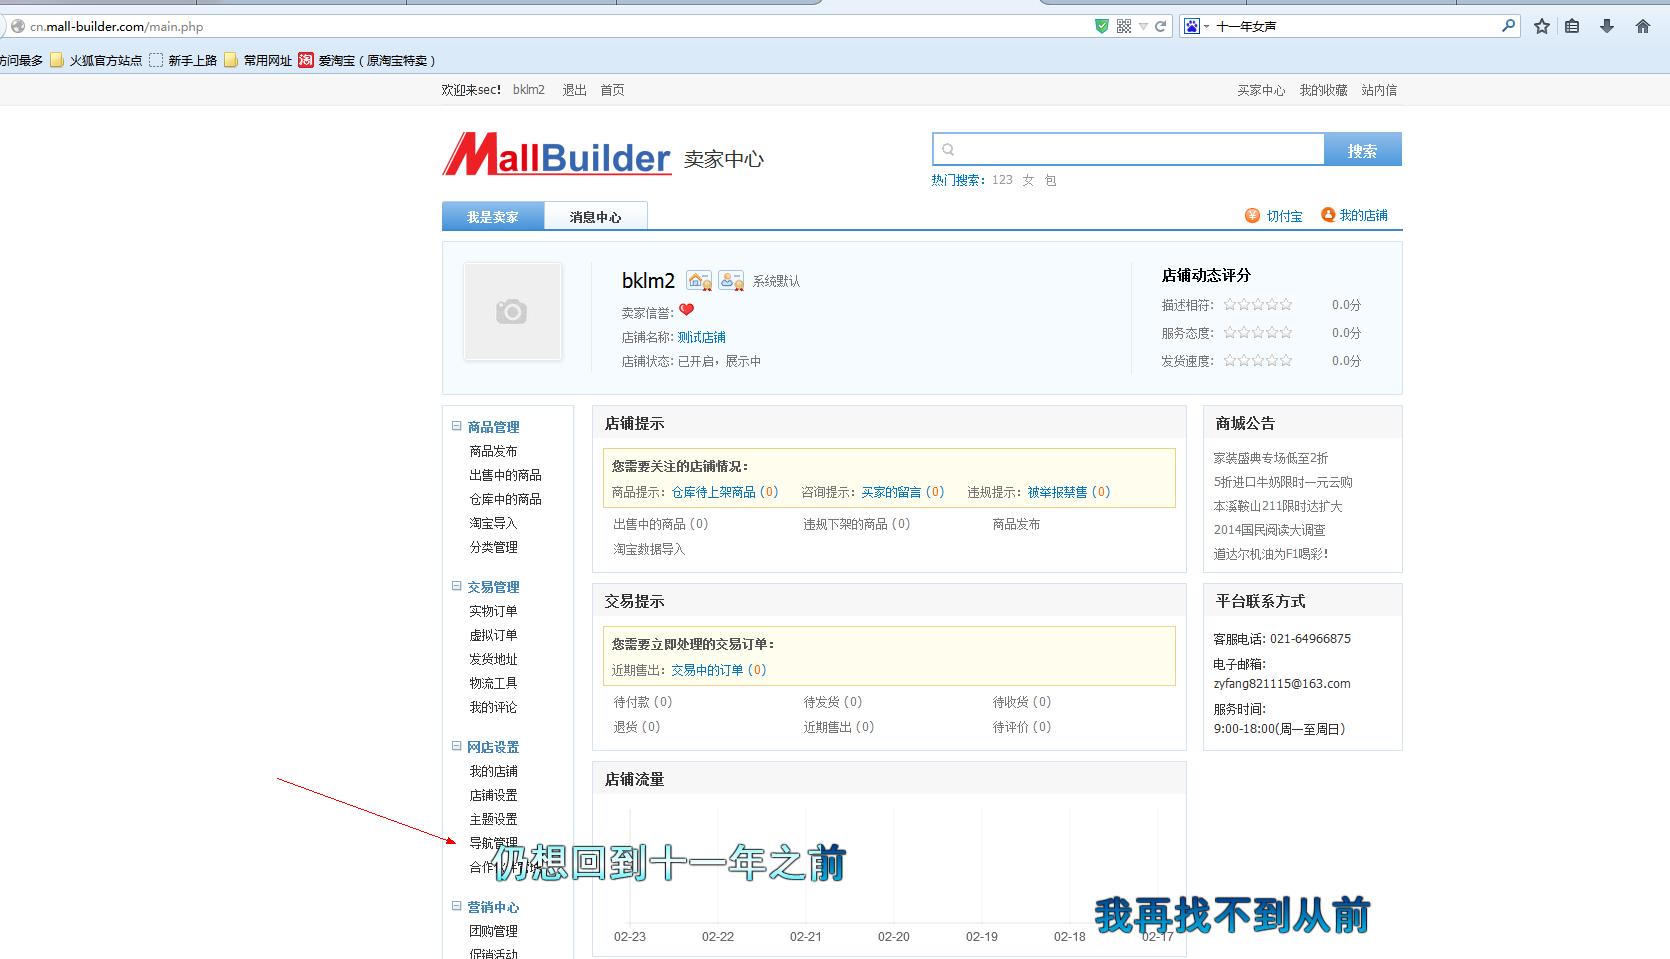 cn.mall-builder.com/main.php
十一年女声
访问最多 火狐官方站点 新手上路 常用网址 淘 爱淘宝（原淘宝特卖）
欢迎来sec! bklm2 退出 首页
买家中心 我的收藏 站内信
MallBuilder 卖家中心
搜索
热门搜索： 123 女 包
我是卖家 消息中心
切付宝 我的店铺
bklm2 系统默认
卖家信誉:
店铺名称: 测试店铺
店铺状态: 已开启，展示中
店铺动态评分
描述相符: 0.0分
服务态度: 0.0分
发货速度: 0.0分
商品管理
商品发布
出售中的商品
仓库中的商品
淘宝导入
分类管理
交易管理
实物订单
虚拟订单
发货地址
物流工具
我的评论
网店设置
我的店铺
店铺设置
主题设置
导航管理
合作
营销中心
团购管理
促销活动
店铺提示
您需要关注的店铺情况：
商品提示：仓库待上架商品 (0) 咨询提示：买家的留言 (0) 违规提示：被举报禁售 (0)
出售中的商品 (0) 违规下架的商品 (0) 商品发布
淘宝数据导入
交易提示
您需要立即处理的交易订单：
近期售出：交易中的订单 (0)
待付款 (0) 待发货 (0) 待收货 (0)
退货 (0) 近期售出 (0) 待评价 (0)
店铺流量
02-23 02-22 02-21 02-20 02-19 02-18 02-17
商城公告
家装盛典专场低至2折
5折进口牛奶限时一元云购
本溪鞍山211限时达扩大
2014国民阅读大调查
道达尔机油为F1喝彩!
平台联系方式
客服电话: 021-64966875
电子邮箱:
zyfang821115@163.com
服务时间:
9:00-18:00(周一至周日)
仍想回到十一年之前
我再找不到从前